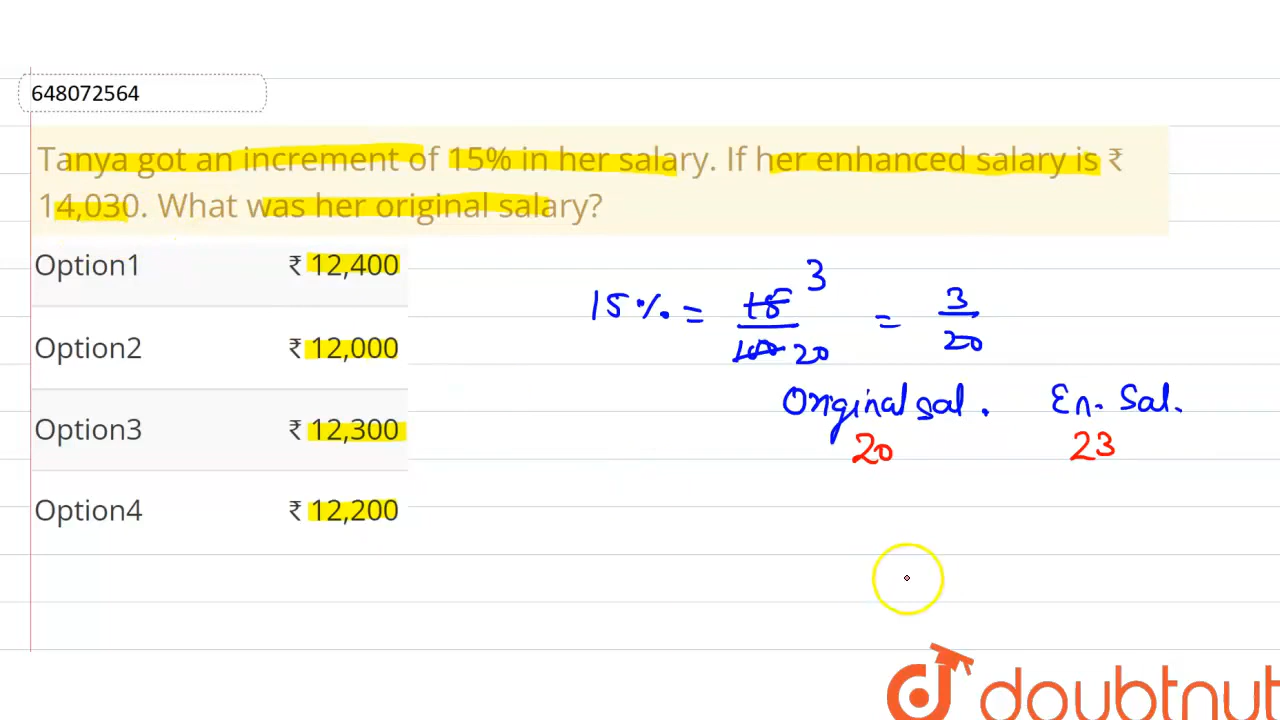 648072564
Tanya got an increment of 15% in her salary. If her enhanced salary is ₹
14,030. What was her original salary?
Option1 ₹ 12,400
Option2 ₹ 12,000
Option3 ₹ 12,300
Option4 ₹ 12,200
3
15% = 15 = 3
100 20 20
Original sal. En. Sal.
20 23
doubtnut